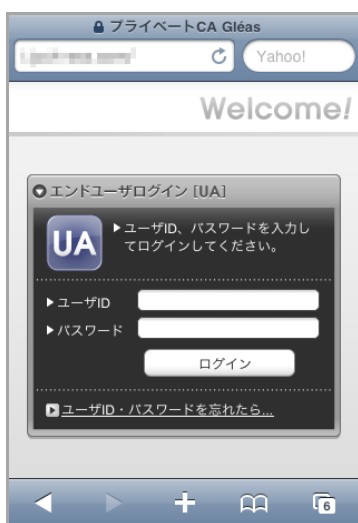 プライベートCA Gléas
Yahoo!
Welcome!
エンドユーザログイン [UA]
UA
ユーザID、パスワードを入力し
てログインしてください。
ユーザID
パスワード
ログイン
ユーザID・パスワードを忘れたら...
6